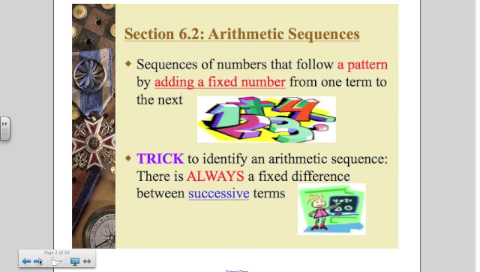 Section 6.2: Arithmetic Sequences
Sequences of numbers that follow a pattern
by adding a fixed number from one term to
the next
TRICK to identify an arithmetic sequence:
There is ALWAYS a fixed difference
between successive terms